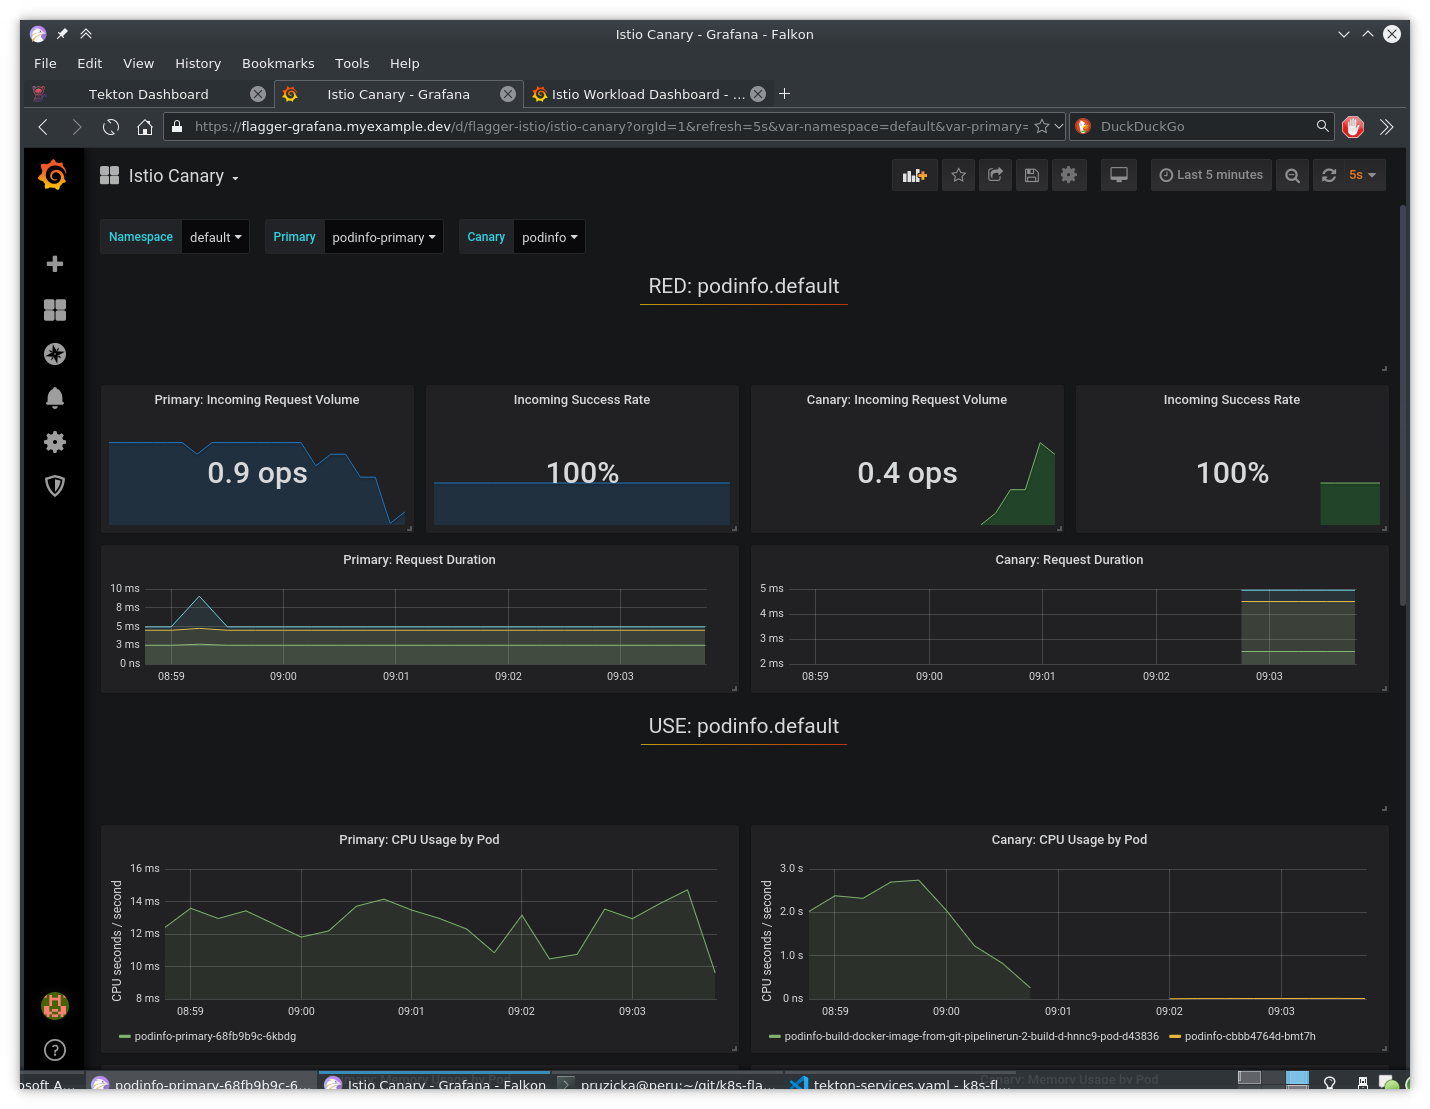 Istio Canary - Grafana - Falkon
File Edit View History Bookmarks Tools Help
Tekton Dashboard Istio Canary - Grafana Istio Workload Dashboard - ...
https://flagger-grafana.myexample.dev/d/flagger-istio/istio-canary?orgId=1&refresh=5s&var-namespace=default&var-primary= DuckDuckGo
Istio Canary Last 5 minutes 5s
Namespace default Primary podinfo-primary Canary podinfo
RED: podinfo.default
Primary: Incoming Request Volume Incoming Success Rate Canary: Incoming Request Volume Incoming Success Rate
0.9 ops 100% 0.4 ops 100%
Primary: Request Duration
10 ms
8 ms
5 ms
3 ms
0 ns
08:59 09:00 09:01 09:02 09:03
Canary: Request Duration
5 ms
4 ms
3 ms
2 ms
08:59 09:00 09:01 09:02 09:03
USE: podinfo.default
Primary: CPU Usage by Pod
CPU seconds / second
16 ms
14 ms
12 ms
10 ms
8 ms
08:59 09:00 09:01 09:02 09:03
podinfo-primary-68fb9b9c-6kbdg
Canary: CPU Usage by Pod
CPU seconds / second
3.0 s
2.0 s
1.0 s
0 ns
08:59 09:00 09:01 09:02 09:03
podinfo-build-docker-image-from-git-pipelinerun-2-build-d-hnnc9-pod-d43836 podinfo-cbbb4764d-bmt7h
Primary: Memory Usage by Pod Canary: Memory Usage by Pod
osoft A... podinfo-primary-68fb9b9c-6... Istio Canary - Grafana - Falkon pruzicka@peru:~/git/k8s-fla... tekton-services.yaml - k8s-fl...